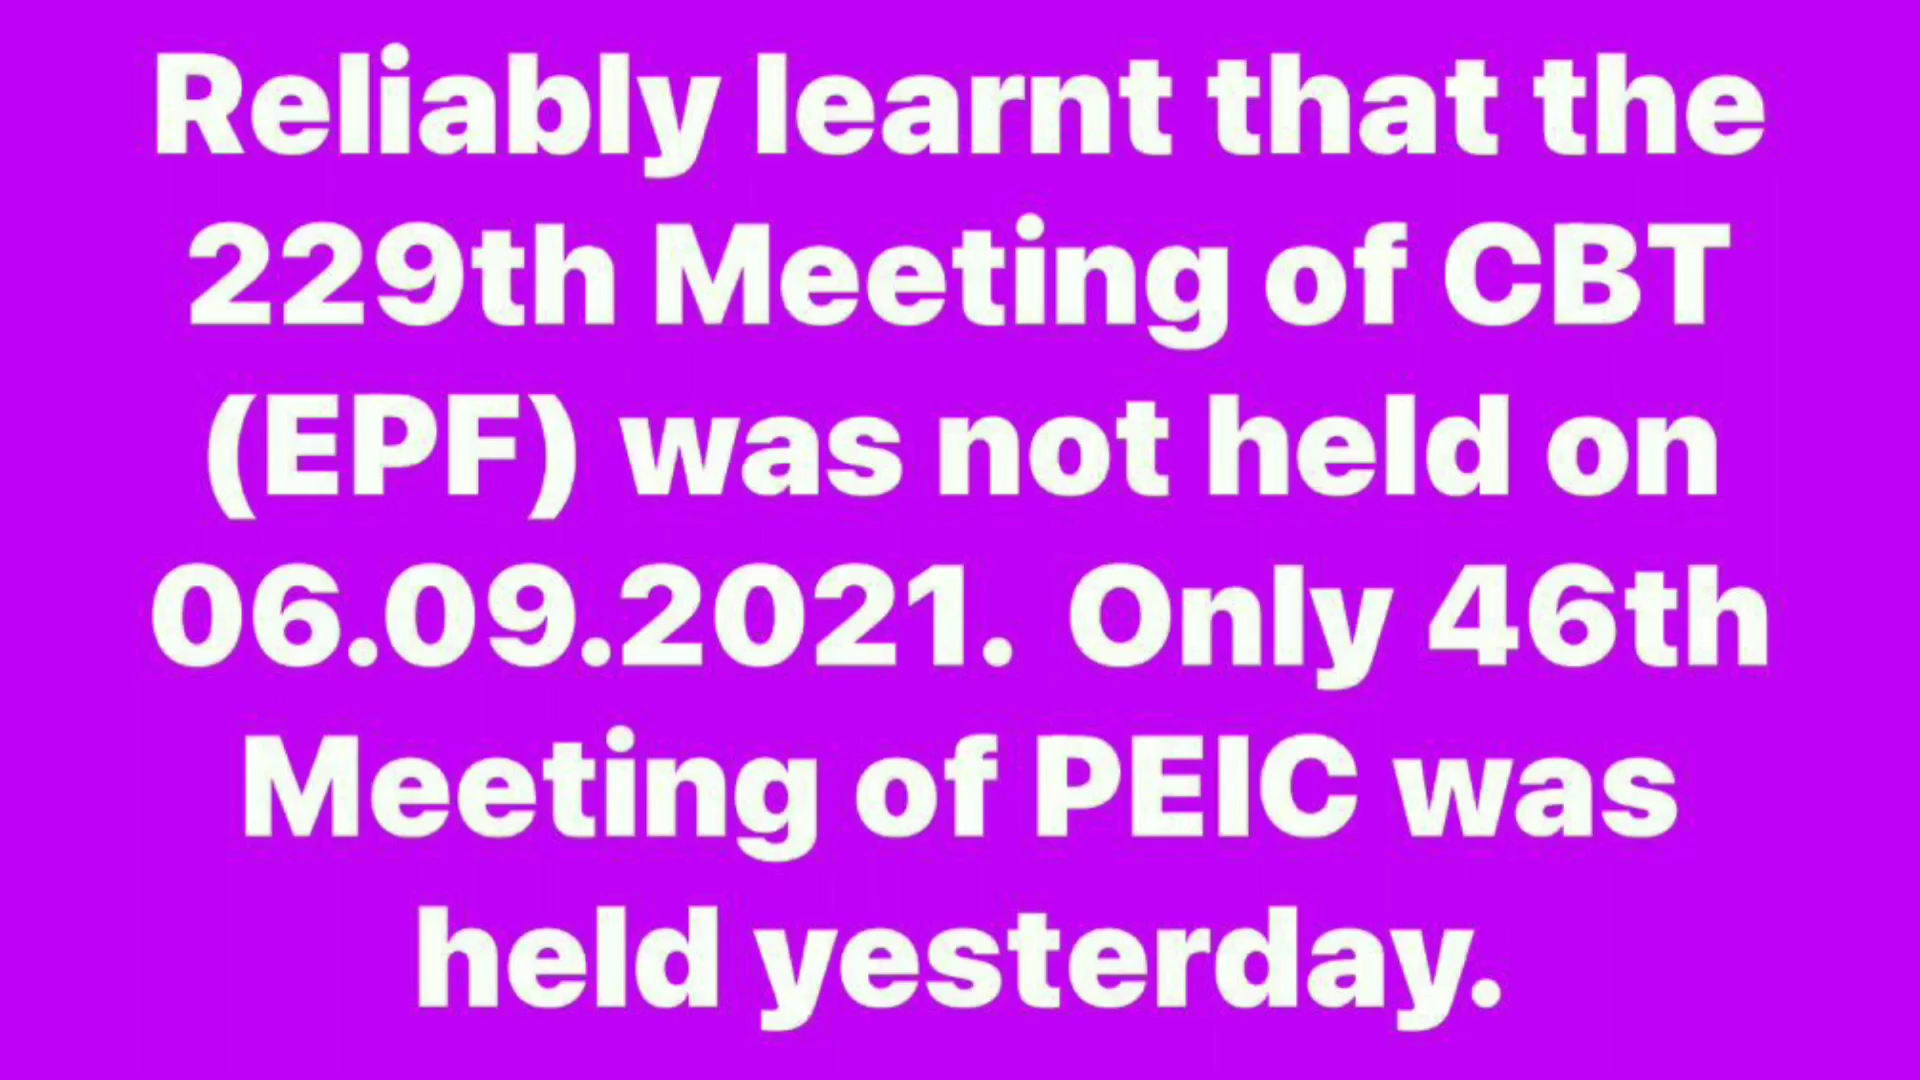 Reliably learnt that the
229th Meeting of CBT
(EPF) was not held on
06.09.2021. Only 46th
Meeting of PEIC was
held yesterday.